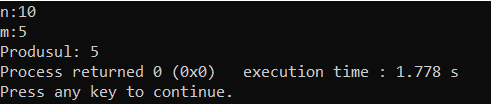 n:10
m:5
Produsul: 5
Process returned 0 (0x0)   execution time : 1.778 s
Press any key to continue.